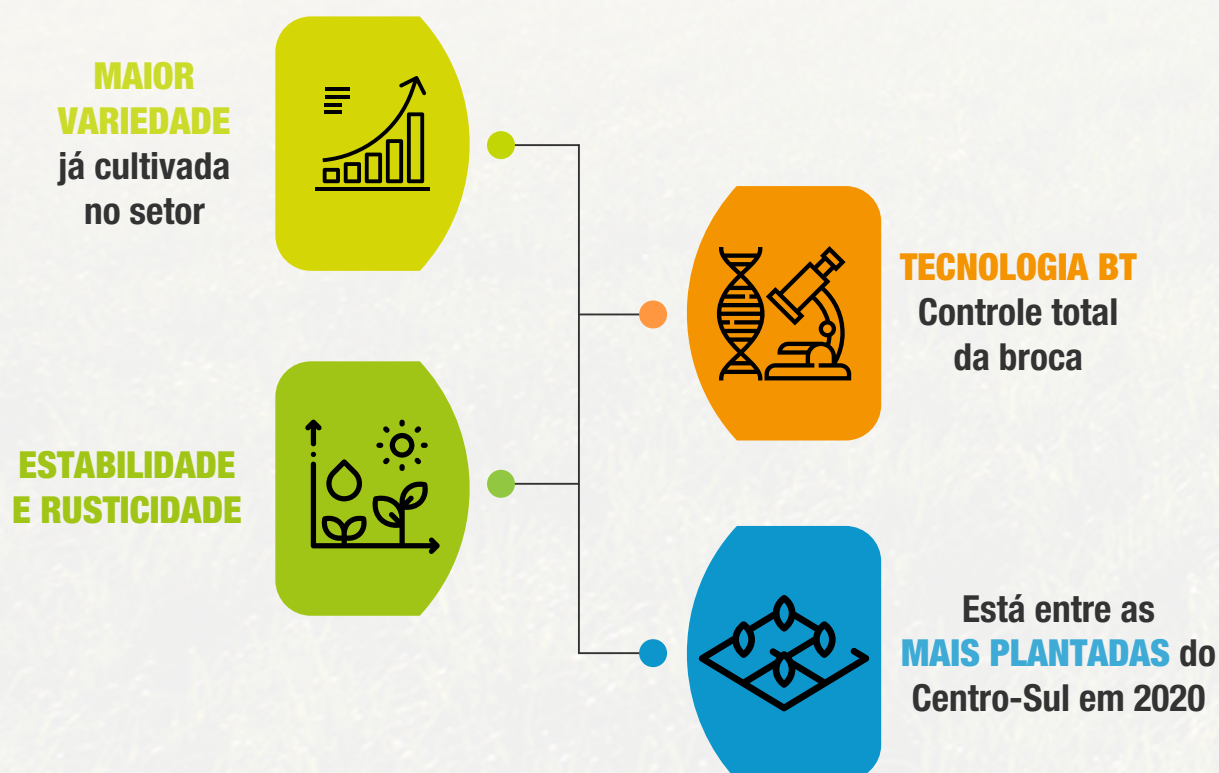 MAIOR
VARIEDADE
já cultivada
no setor
TECNOLOGIA BT
Controle total
da broca
ESTABILIDADE
E RUSTICIDADE
Está entre as
MAIS PLANTADAS do
Centro-Sul em 2020